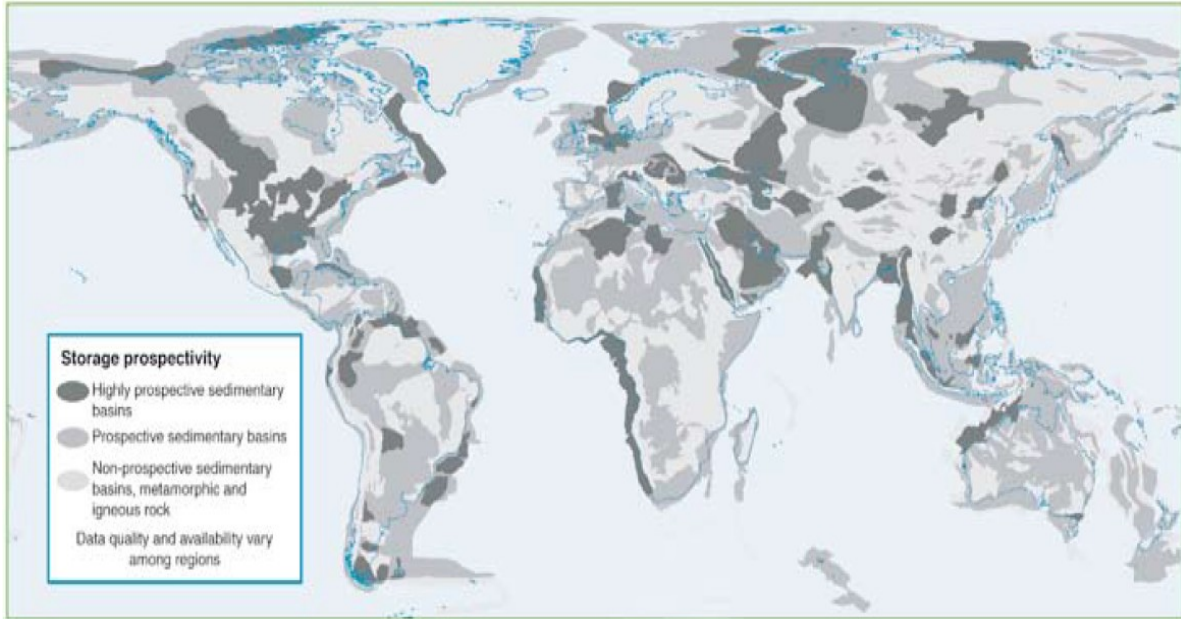 Storage prospectivity
Highly prospective sedimentary
basins
Prospective sedimentary basins
Non-prospective sedimentary
basins, metamorphic and
igneous rock
Data quality and availability vary
among regions